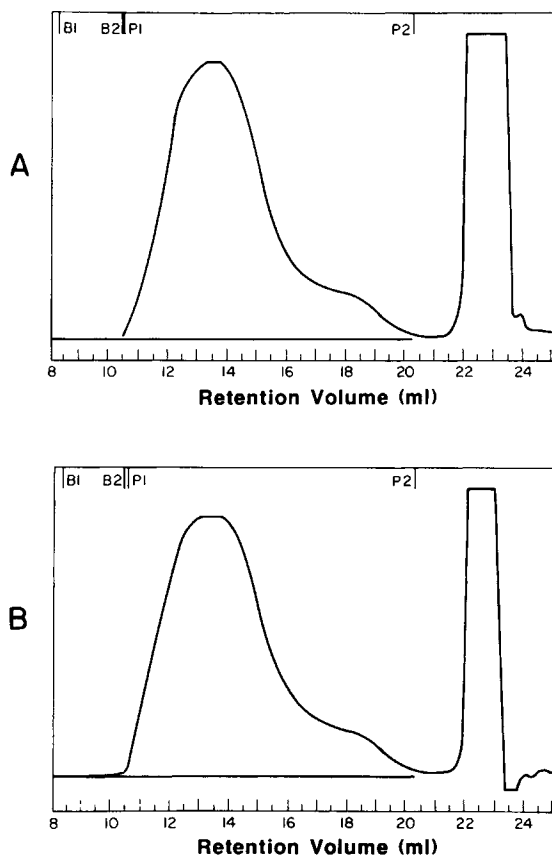 B1 B2 P1 P2
A
8 10 12 14 16 18 20 22 24
Retention Volume (ml)
B1 B2 P1 P2
B
8 10 12 14 16 18 20 22 24
Retention Volume (ml)